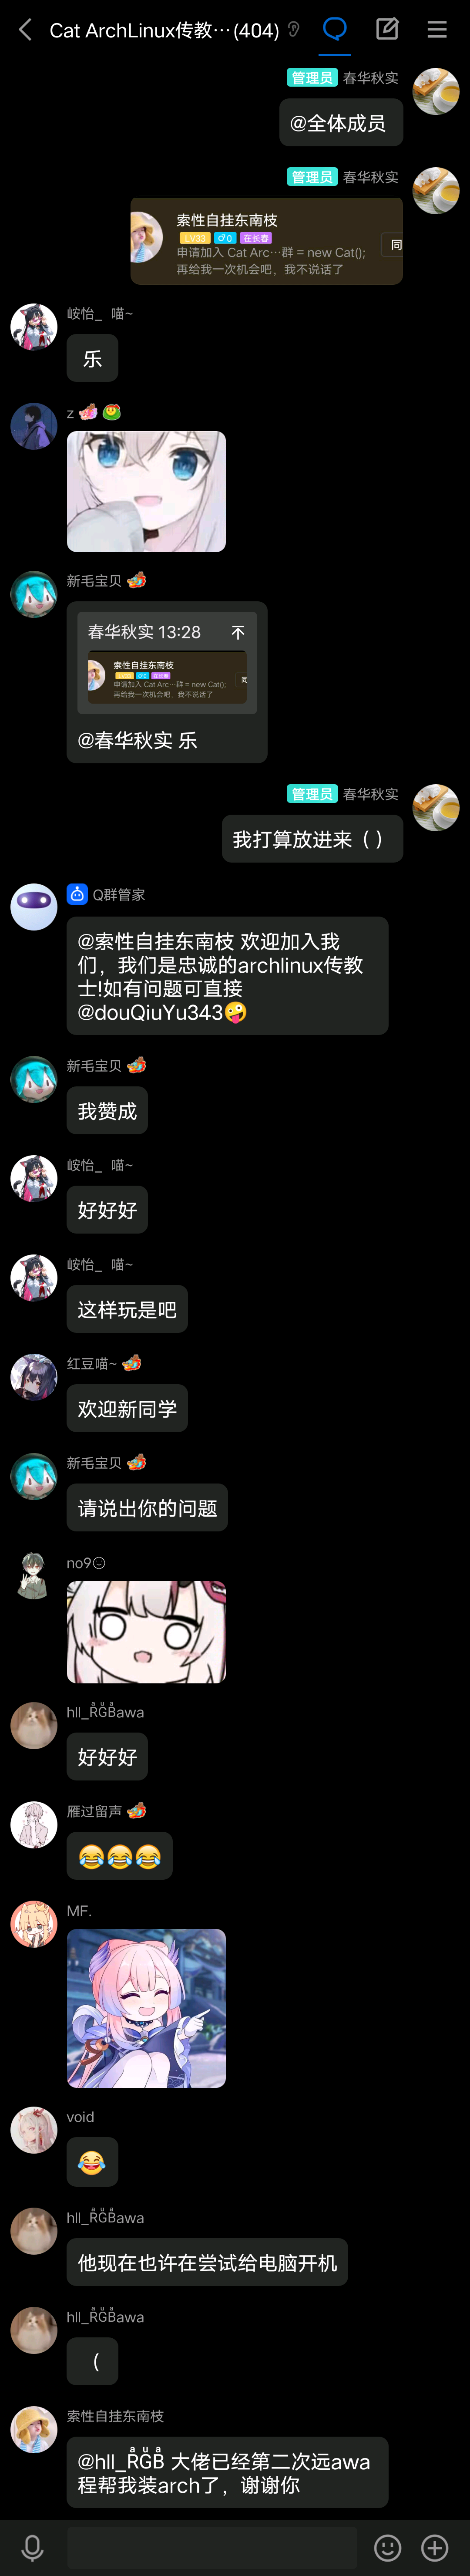 Cat ArchLinux传教…(404)
管理员 春华秋实
@全体成员
管理员 春华秋实
索性自挂东南枝
LV33 ♂0 在长春
申请加入 Cat Arc…群 = new Cat();
再给我一次机会吧，我不说话了
同
峖怡_ 喵~
乐
z
新毛宝贝
春华秋实 13:28
索性自挂东南枝
申请加入 Cat Arc…群 = new Cat();
再给我一次机会吧，我不说话了
@春华秋实 乐
管理员 春华秋实
我打算放进来（）
Q群管家
@索性自挂东南枝 欢迎加入我
们，我们是忠诚的archlinux传教
士!如有问题可直接
@douQiuYu343🤪
新毛宝贝
我赞成
峖怡_ 喵~
好好好
峖怡_ 喵~
这样玩是吧
红豆喵~
欢迎新同学
新毛宝贝
请说出你的问题
no9☺
hll_RͣGͧBͣawa
好好好
雁过留声
😂😂😂
MF.
void
😂
hll_RͣGͧBͣawa
他现在也许在尝试给电脑开机
hll_RͣGͧBͣawa
（
索性自挂东南枝
@hll_RͣGͧBͣ 大佬已经第二次远awa
程帮我装arch了，谢谢你